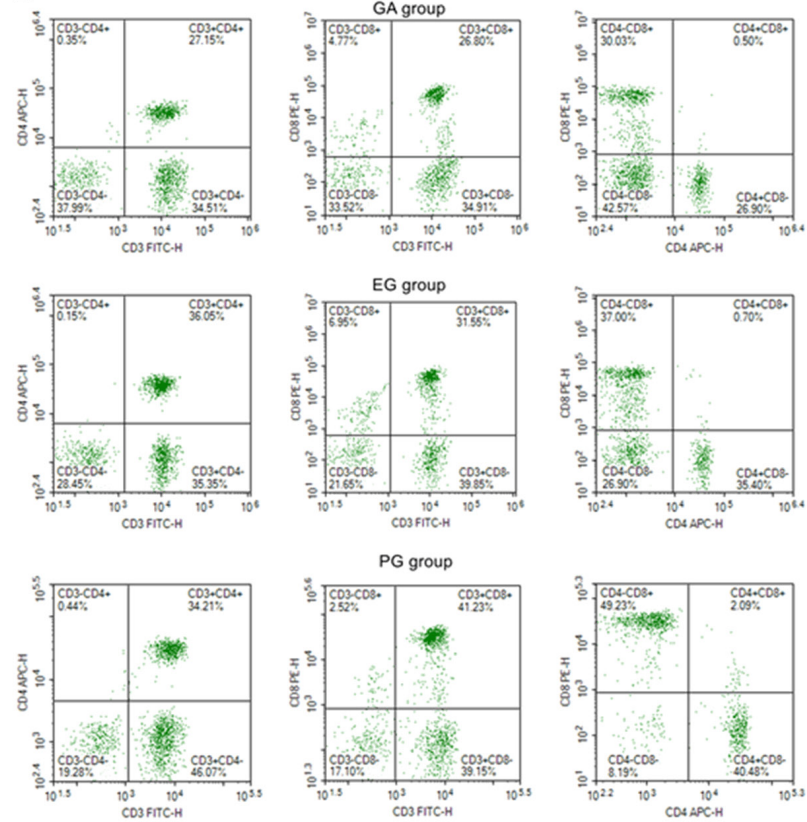 GA group
CD3-CD4+ CD3+CD4+
0.35% 27.15%
CD3-CD4- CD3+CD4-
37.99% 34.51%
10^6.4
10^5
10^4
10^2.4
CD4 APC-H
10^1.5 10^3 10^4 10^5 10^6
CD3 FITC-H
CD3-CD8+ CD3+CD8+
4.77% 26.80%
CD3-CD8- CD3+CD8-
33.52% 34.91%
10^7
10^6
10^5
10^4
10^3
10^2
10^1
CD8 PE-H
10^1.5 10^3 10^4 10^5 10^6
CD3 FITC-H
CD4-CD8+ CD4+CD8+
30.03% 0.50%
CD4-CD8- CD4+CD8-
42.57% 26.90%
10^7
10^6
10^5
10^4
10^3
10^2
10^1
CD8 PE-H
10^2.4 10^4 10^5 10^6.4
CD4 APC-H
EG group
CD3-CD4+ CD3+CD4+
0.15% 36.05%
CD3-CD4- CD3+CD4-
28.45% 35.35%
10^6.4
10^5
10^4
10^2.4
CD4 APC-H
10^1.5 10^3 10^4 10^5 10^6
CD3 FITC-H
CD3-CD8+ CD3+CD8+
6.95% 31.55%
CD3-CD8- CD3+CD8-
21.65% 39.85%
10^7
10^6
10^5
10^4
10^3
10^2
10^1
CD8 PE-H
10^1.5 10^3 10^4 10^5 10^6
CD3 FITC-H
CD4-CD8+ CD4+CD8+
37.00% 0.70%
CD4-CD8- CD4+CD8-
26.90% 35.40%
10^7
10^6
10^5
10^4
10^3
10^2
10^1
CD8 PE-H
10^2.4 10^4 10^5 10^6.4
CD4 APC-H
PG group
CD3-CD4+ CD3+CD4+
0.44% 34.21%
CD3-CD4- CD3+CD4-
19.28% 46.07%
10^5.5
10^4
10^3
10^2.4
CD4 APC-H
10^1.5 10^3 10^4 10^5.5
CD3 FITC-H
CD3-CD8+ CD3+CD8+
2.52% 41.23%
CD3-CD8- CD3+CD8-
17.10% 39.15%
10^5.6
10^4
10^3
10^1.3
CD8 PE-H
10^1.5 10^3 10^4 10^5.5
CD3 FITC-H
CD4-CD8+ CD4+CD8+
49.23% 2.09%
CD4-CD8- CD4+CD8-
8.19% 40.48%
10^5.3
10^4
10^3
10^2
10^1
CD8 PE-H
10^2.2 10^3 10^4 10^5.3
CD4 APC-H